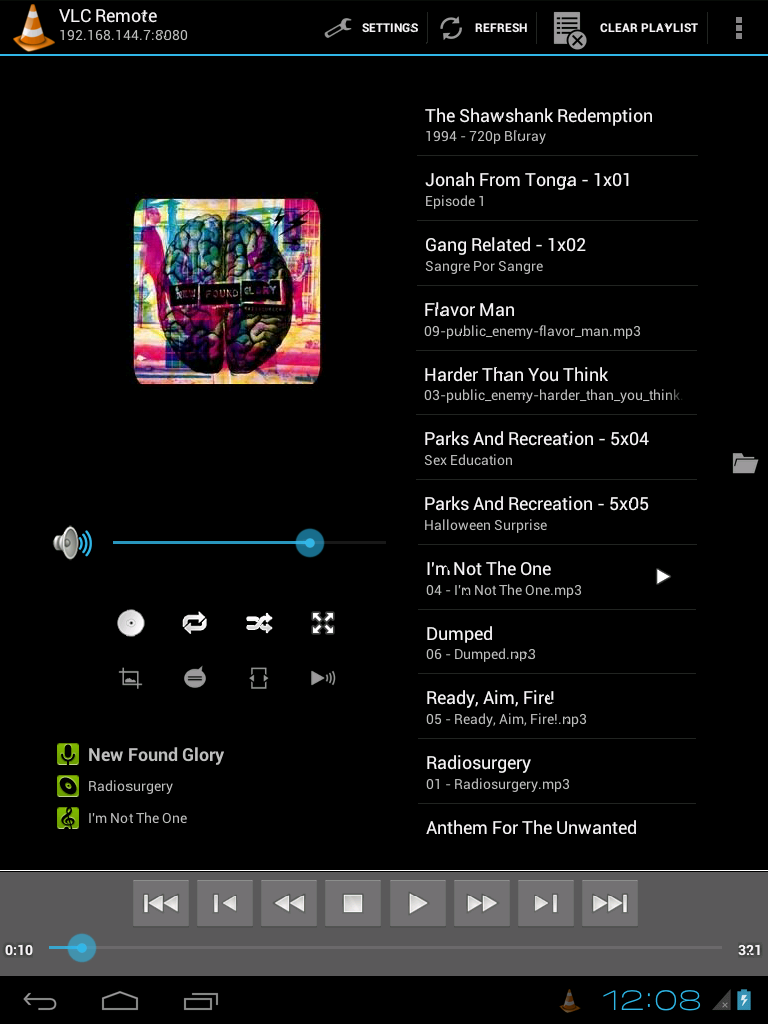 VLC Remote
192.168.144.7:8080
SETTINGS
REFRESH
CLEAR PLAYLIST
NEW FOUND GLORY
The Shawshank Redemption
1994 - 720p Bluray
Jonah From Tonga - 1x01
Episode 1
Gang Related - 1x02
Sangre Por Sangre
Flavor Man
09-public_enemy-flavor_man.mp3
Harder Than You Think
03-public_enemy-harder_than_you_think.
Parks And Recreation - 5x04
Sex Education
Parks And Recreation - 5x05
Halloween Surprise
I'm Not The One
04 - I'm Not The One.mp3
Dumped
06 - Dumped.mp3
Ready, Aim, Fire!
05 - Ready, Aim, Fire!.mp3
Radiosurgery
01 - Radiosurgery.mp3
Anthem For The Unwanted
New Found Glory
Radiosurgery
I'm Not The One
0:10
3:21
12:08